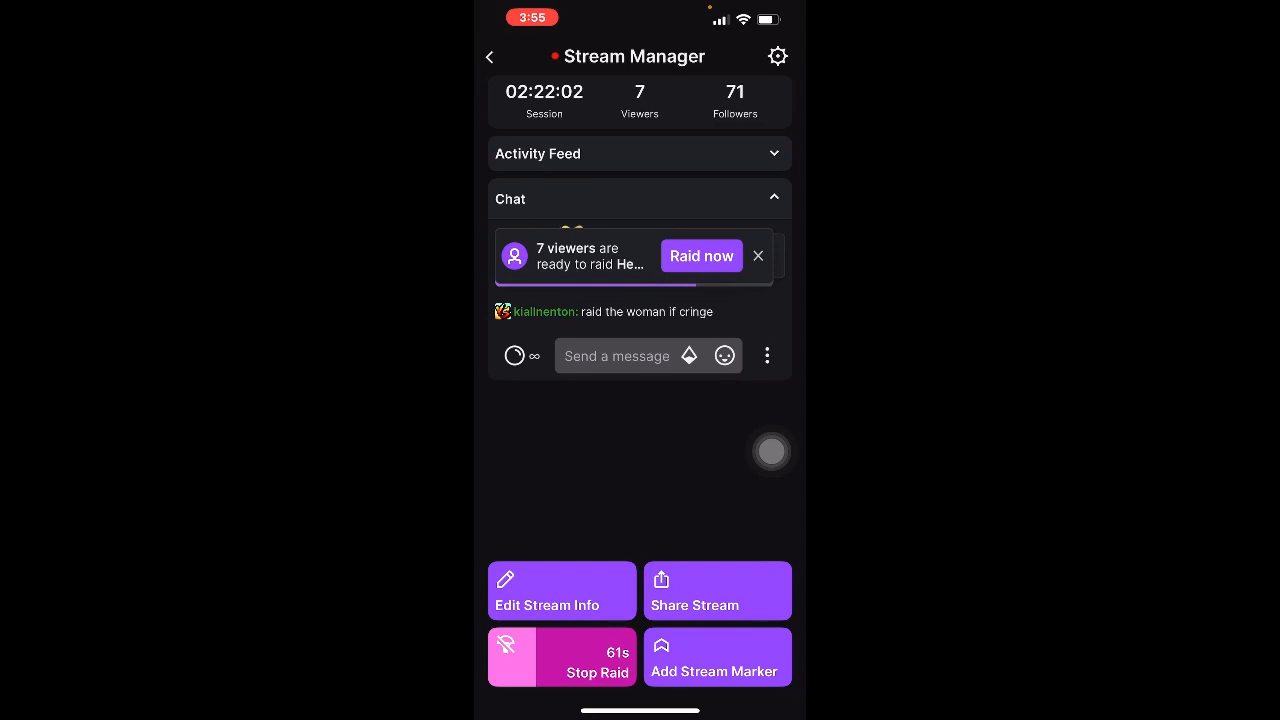 3:55
Stream Manager
02:22:02 7 71
Session Viewers Followers
Activity Feed
Chat
7 viewers are
ready to raid He...
Raid now
kiallnenton: raid the woman if cringe
∞ Send a message
Edit Stream Info
Share Stream
61s
Stop Raid
Add Stream Marker